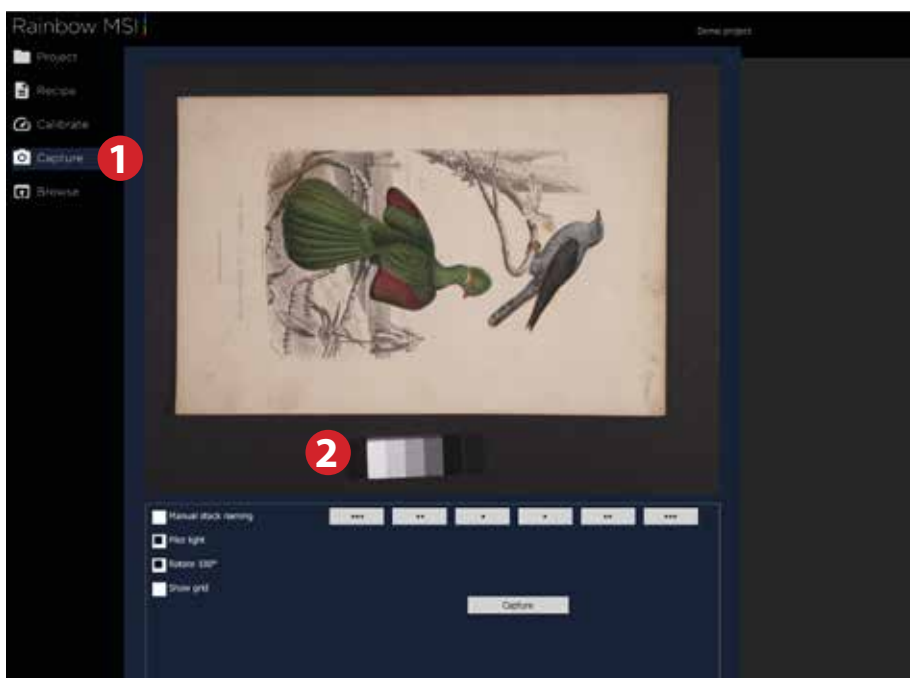 Rainbow MSI
Demo project
Project
Recipe
Calibrate
Capture
1
Browse
2
Manual stack naming
Pilot light
Rotate 180°
Show grid
Capture